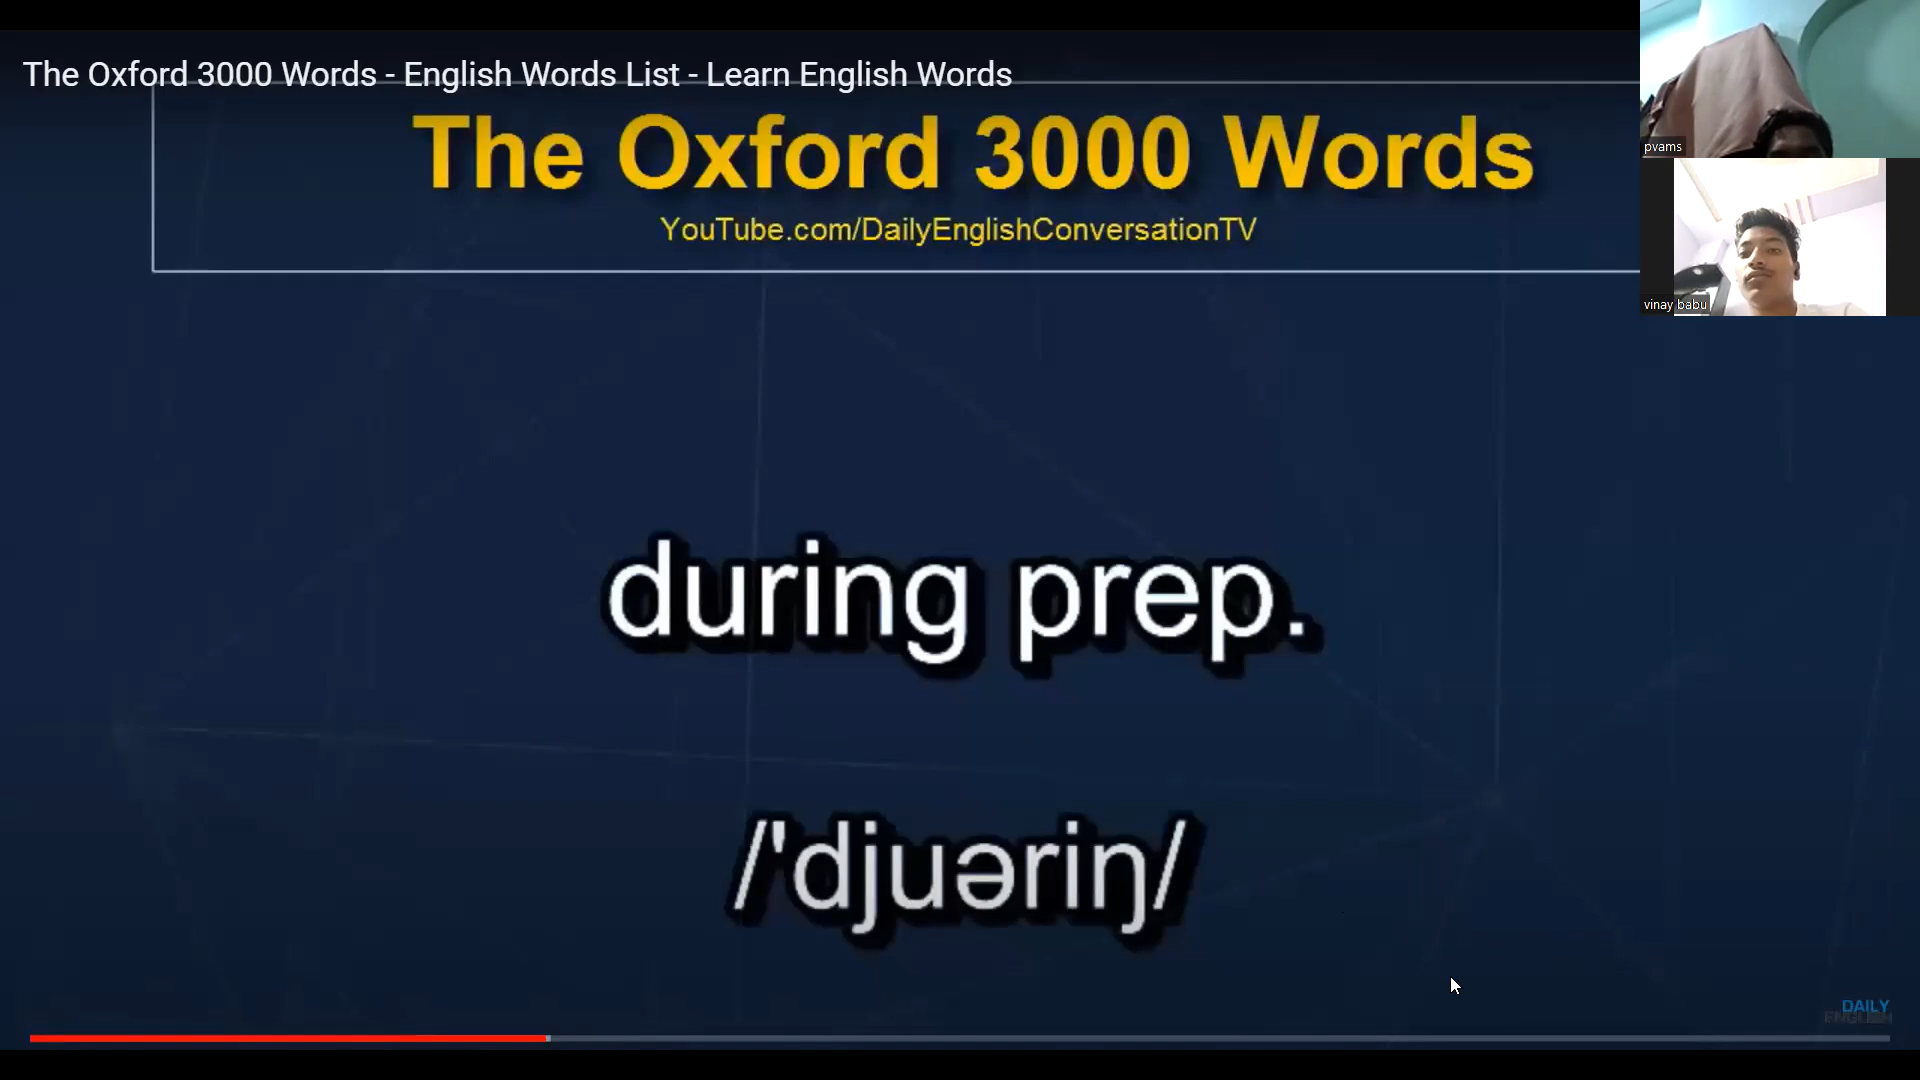 The Oxford 3000 Words - English Words List - Learn English Words
The Oxford 3000 Words
YouTube.com/DailyEnglishConversationTV
pvams
vinay babu
during prep.
/'djuəriŋ/
DAILY
ENGLISH